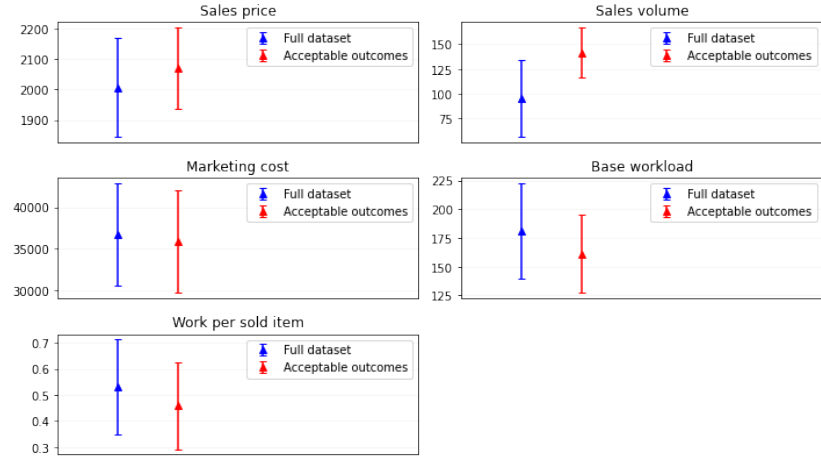 Sales price
2200
2100
2000
1900
Full dataset
Acceptable outcomes
Sales volume
150
125
100
75
Full dataset
Acceptable outcomes
Marketing cost
40000
35000
30000
Full dataset
Acceptable outcomes
Base workload
225
200
175
150
125
Full dataset
Acceptable outcomes
Work per sold item
0.7
0.6
0.5
0.4
0.3
Full dataset
Acceptable outcomes